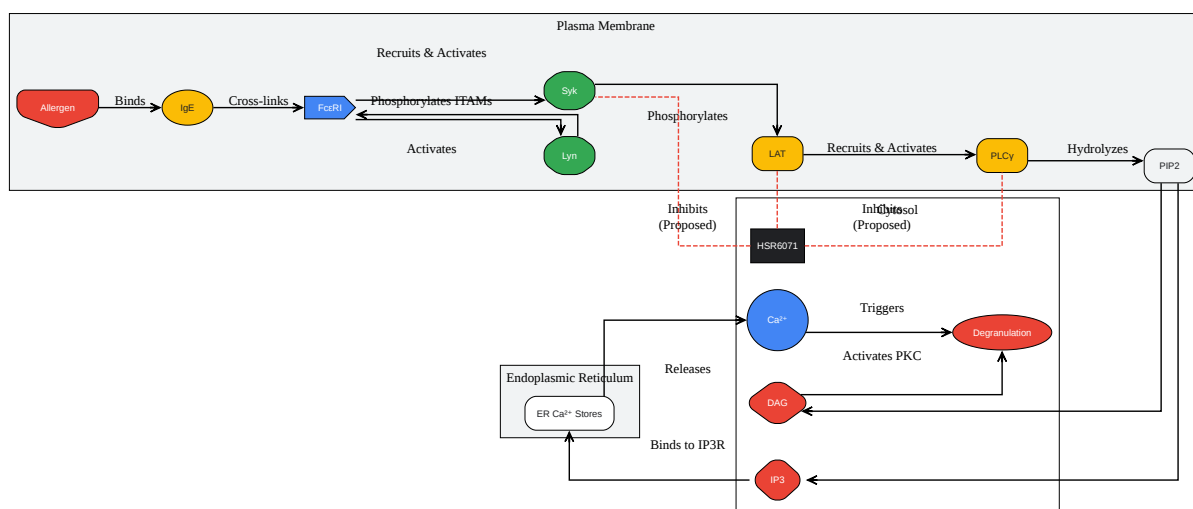 Plasma Membrane
Recruits & Activates
Allergen
Binds
IgE
Cross-links
FcεRI
Phosphorylates ITAMs
Syk
Phosphorylates
Activates
Lyn
LAT
Recruits & Activates
PLCγ
Hydrolyzes
PIP2
Inhibits
(Proposed)
Inhibits
(Proposed)
Cytosol
HSR6071
Ca²⁺
Triggers
Degranulation
Activates PKC
Releases
Endoplasmic Reticulum
ER Ca²⁺ Stores
DAG
Binds to IP3R
IP3